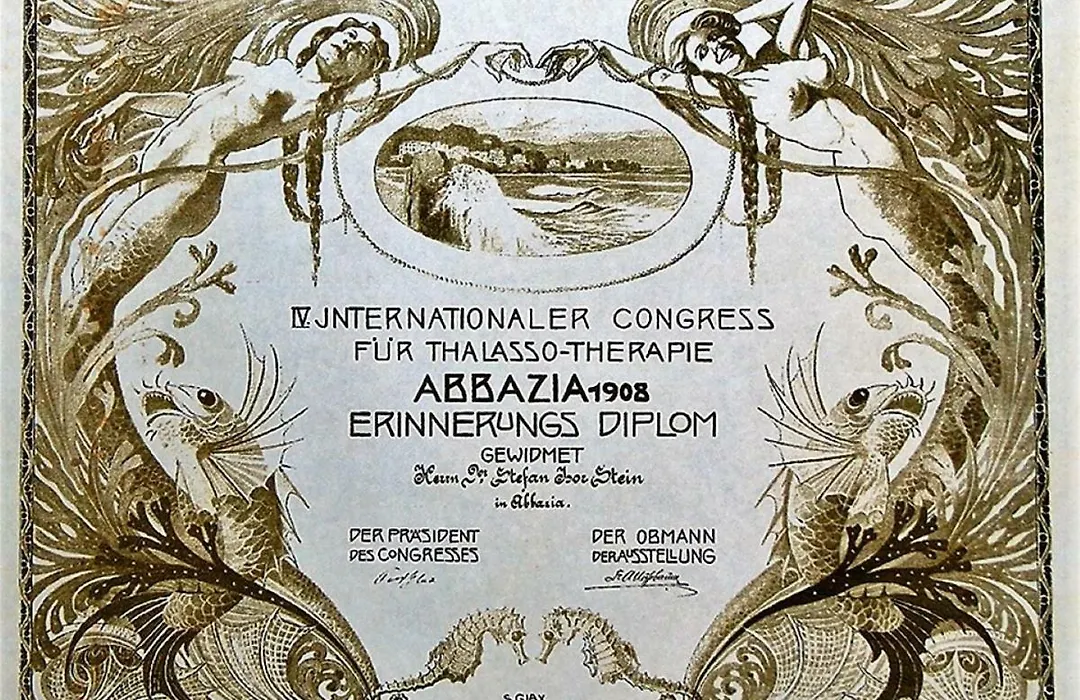 IV. JNTERNATIONALER CONGRESS
FÜR THALASSO-THERAPIE
ABBAZIA 1908
ERINNERUNGS DIPLOM
GEWIDMET
Herrn Dr. Stefan Isor Stein
in Abbazia.
DER PRÄSIDENT
DES CONGRESSES
DER OBMANN
DER AUSSTELLUNG